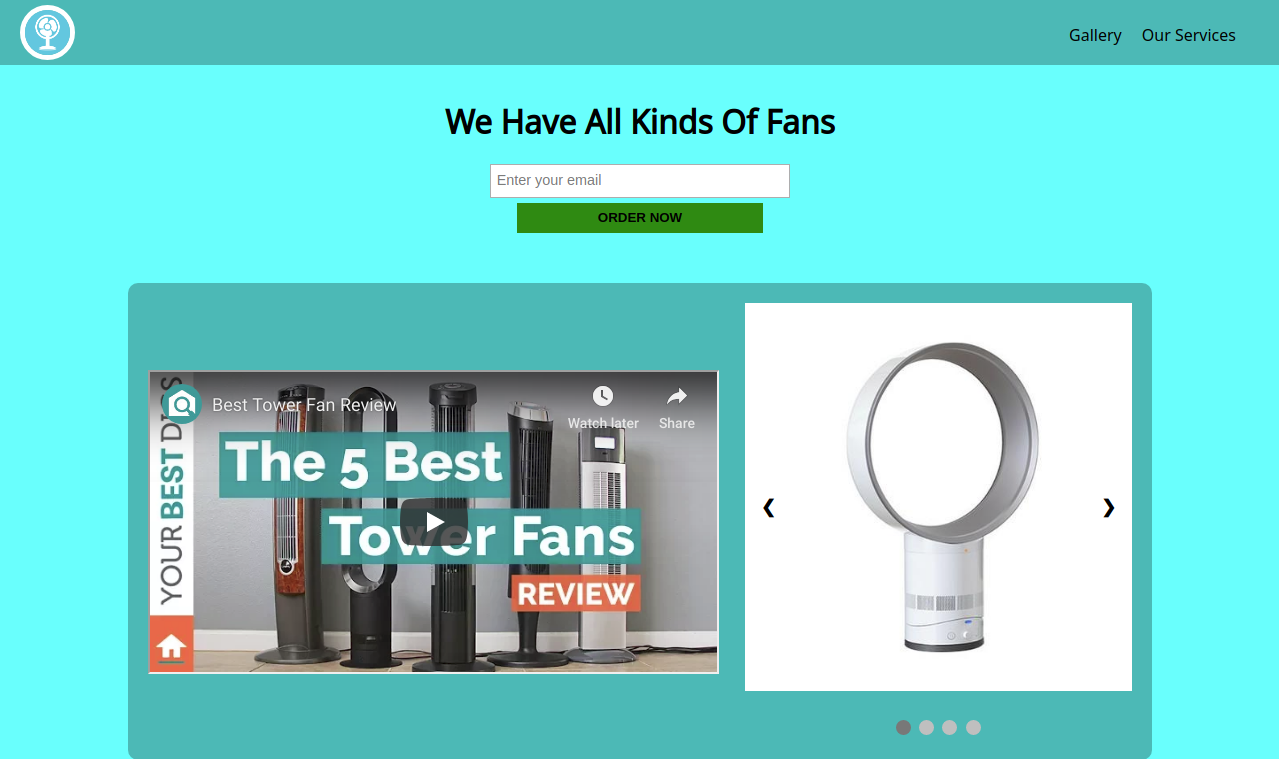 Gallery Our Services
We Have All Kinds Of Fans
Enter your email
ORDER NOW
YOUR BEST DIGS
Best Tower Fan Review
Watch later Share
The 5 Best
Tower Fans
REVIEW